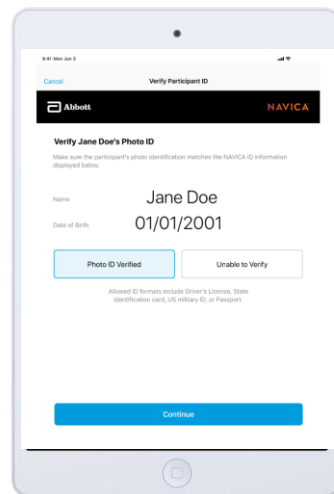 9:41 Mon Jun 3
Cancel Verify Participant ID
Abbott NAVICA
Verify Jane Doe's Photo ID
Make sure the participant's photo identification matches the NAVICA ID information
displayed below.
Name Jane Doe
Date of Birth 01/01/2001
Photo ID Verified Unable to Verify
Allowed ID formats include Driver's License, State
identification card, US military ID, or Passport.
Continue